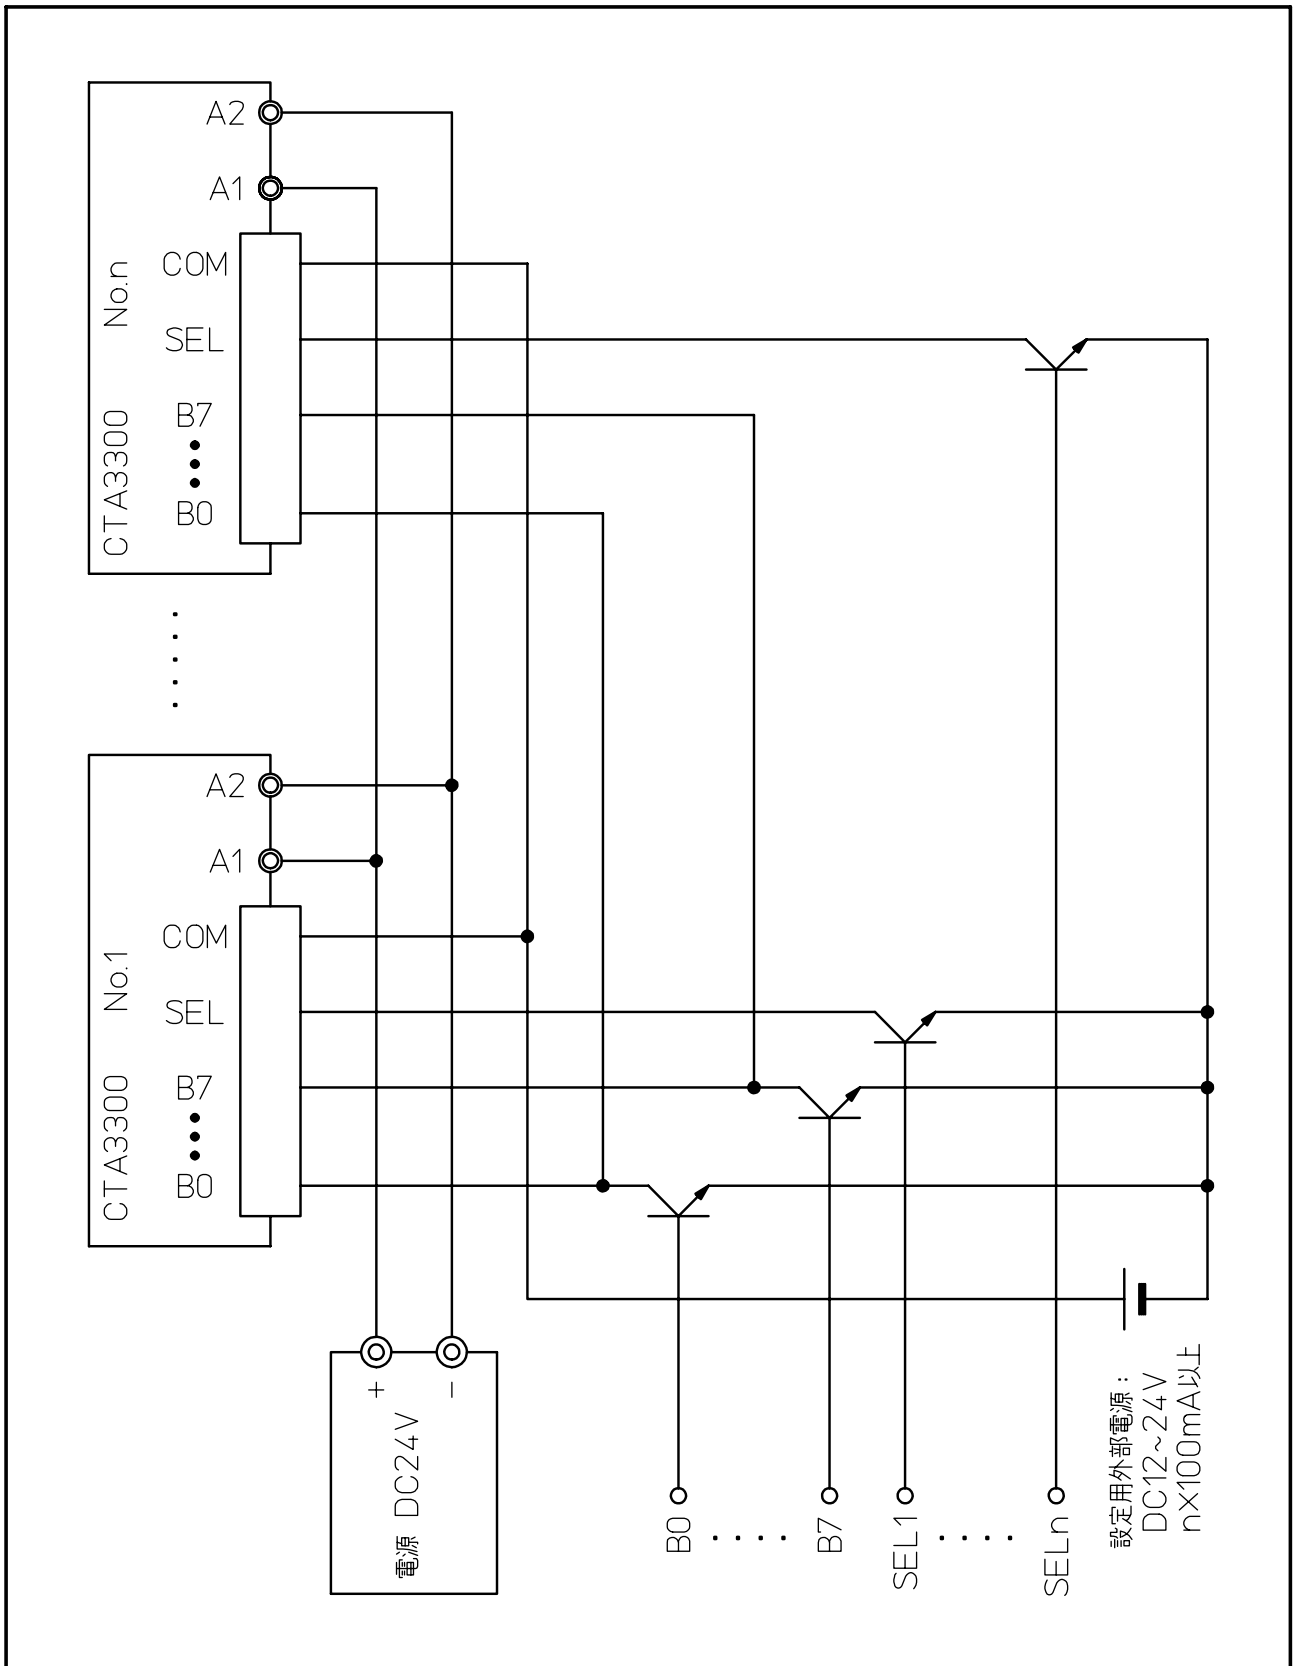 A2
A1
No.n
COM
SEL
CTA3300
B7
B0
A2
A1
No.1
COM
SEL
CTA3300
B7
B0
+
−
電源 DC24V
B0
B7
SEL1
SELn
設定用外部電源：
DC12~24V
n×100mA以上